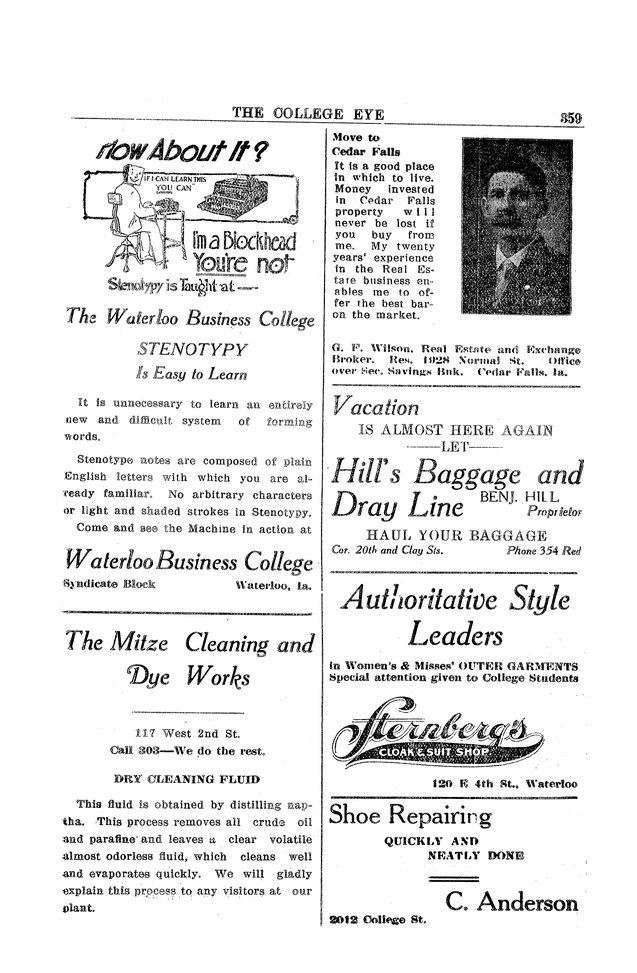 THE COLLEGE EYE
359
How About It?
IF I CAN LEARN THIS
YOU CAN"
I'm a Blockhead
You're not
Stenotypy is Taught at —
The Waterloo Business College
STENOTYPY
Is Easy to Learn
It is unnecessary to learn an entirely
new and difficult system of forming
words.
Stenotype notes are composed of plain
English letters with which you are al-
ready familiar. No arbitrary characters
or light and shaded strokes in Stenotypy.
Come and see the Machine in action at
Waterloo Business College
Syndicate Block Waterloo, Ia.
The Mitze Cleaning and
Dye Works
117 West 2nd St.
Call 303—We do the rest.
DRY CLEANING FLUID
This fluid is obtained by distilling nap-
tha. This process removes all crude oil
and parafine and leaves a clear volatile
almost odorless fluid, which cleans well
and evaporates quickly. We will gladly
explain this process to any visitors at our
plant.
Move to
Cedar Falls
It is a good place
in which to live.
Money invested
in Cedar Falls
property will
never be lost if
you buy from
me. My twenty
years' experience
in the Real Es-
tate business en-
ables me to of-
fer the best bar-
on the market.
G. F. Wilson, Real Estate and Exchange
Broker. Res. 1928 Normal St. Office
over Sec. Savings Bnk. Cedar Falls, Ia.
Vacation
IS ALMOST HERE AGAIN
——LET——
Hill's Baggage and
Dray Line BENJ. HILL
Proprietor
HAUL YOUR BAGGAGE
Cor. 20th and Clay Sts. Phone 354 Red
Authoritative Style
Leaders
in Women's & Misses' OUTER GARMENTS
Special attention given to College Students
Sternberg's
CLOAK & SUIT SHOP
120 E 4th St., Waterloo
Shoe Repairing
QUICKLY AND
NEATLY DONE
C. Anderson
2012 College St.